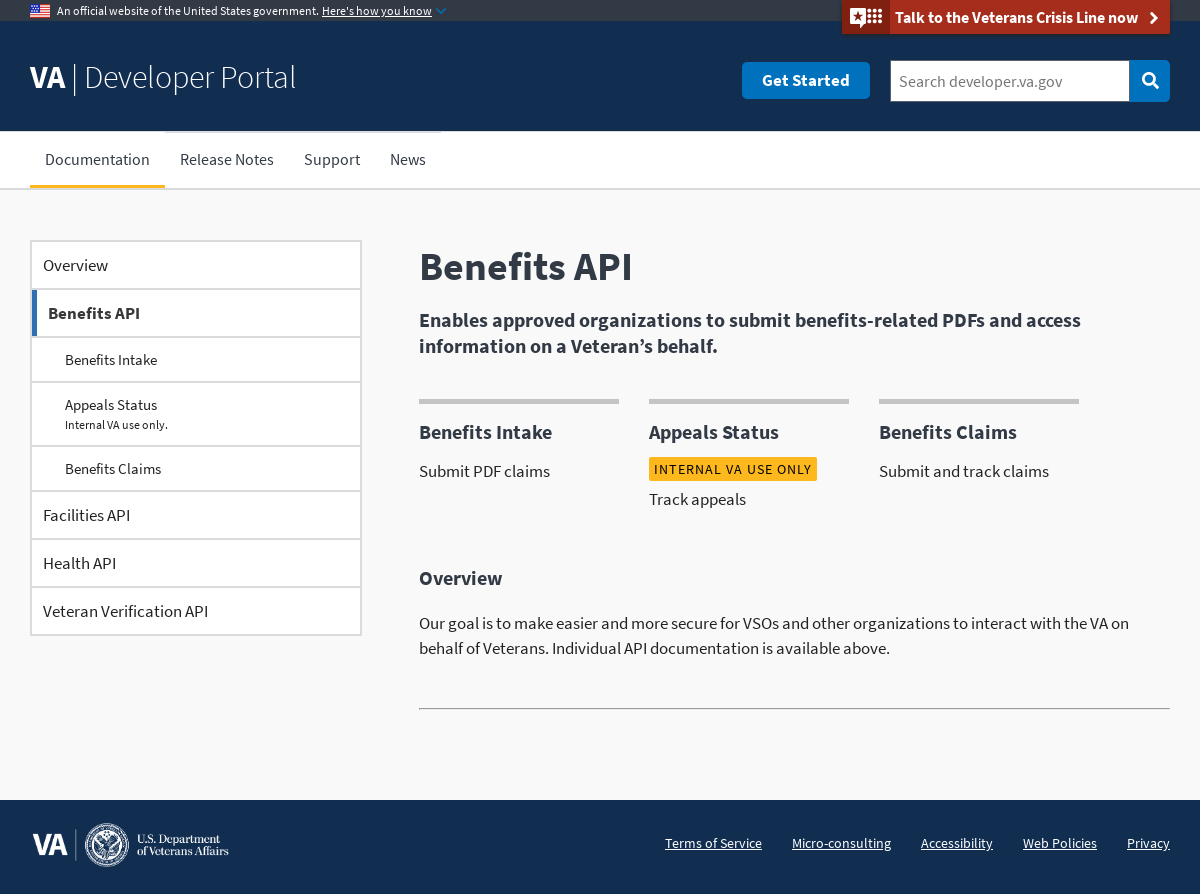 An official website of the United States government. Here's how you know
Talk to the Veterans Crisis Line now
VA | Developer Portal
Get Started
Search developer.va.gov
Documentation
Release Notes
Support
News
Overview
Benefits API
Benefits Intake
Appeals Status
Internal VA use only.
Benefits Claims
Facilities API
Health API
Veteran Verification API
Benefits API
Enables approved organizations to submit benefits-related PDFs and access
information on a Veteran’s behalf.
Benefits Intake
Submit PDF claims
Appeals Status
INTERNAL VA USE ONLY
Track appeals
Benefits Claims
Submit and track claims
Overview
Our goal is to make easier and more secure for VSOs and other organizations to interact with the VA on
behalf of Veterans. Individual API documentation is available above.
VA
U.S. Department
of Veterans Affairs
Terms of Service
Micro-consulting
Accessibility
Web Policies
Privacy